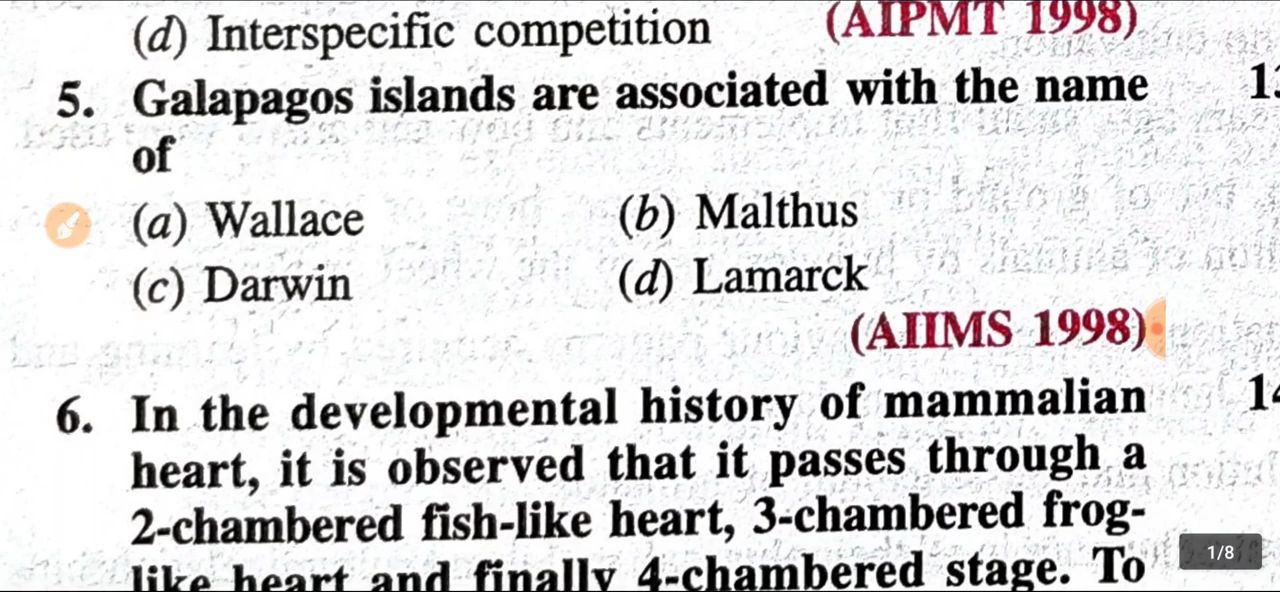 (d) Interspecific competition (AIPMT 1998)
5. Galapagos islands are associated with the name
of
(a) Wallace (b) Malthus
(c) Darwin (d) Lamarck
(AIIMS 1998)
6. In the developmental history of mammalian
heart, it is observed that it passes through a
2-chambered fish-like heart, 3-chambered frog-
like heart and finally 4-chambered stage. To
1/8